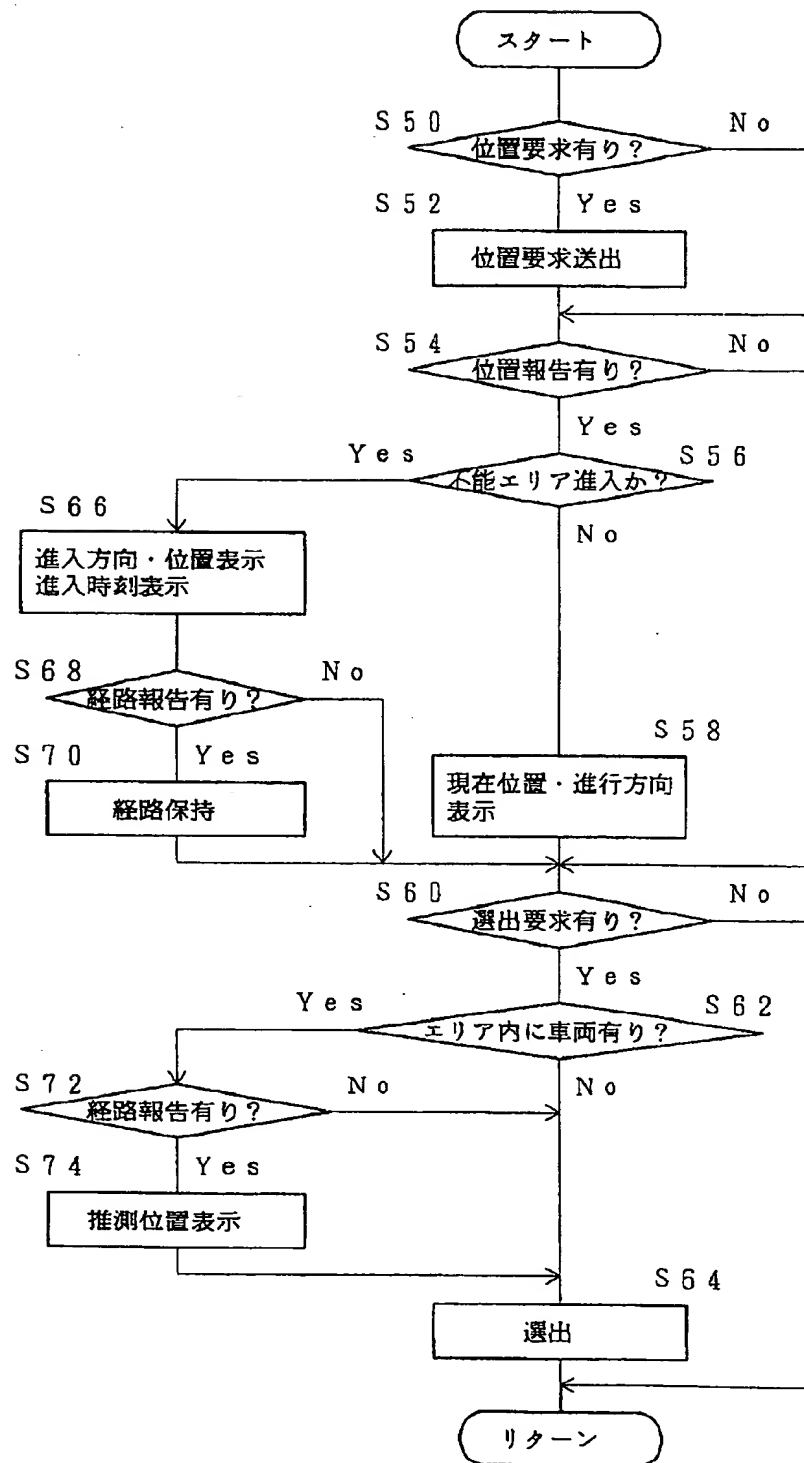 スタート
S50
No
位置要求有り?
S52
Yes
位置要求送出
S54
No
位置報告有り?
Yes
Yes
S56
不能エリア進入か?
S66
No
進入方向・位置表示
進入時刻表示
S68
No
経路報告有り?
S58
S70
Yes
現在位置・進行方向
表示
経路保持
S60
No
選出要求有り?
Yes
Yes
S62
エリア内に車両有り?
S72
No
No
経路報告有り?
S74
Yes
推測位置表示
S64
選出
リターン